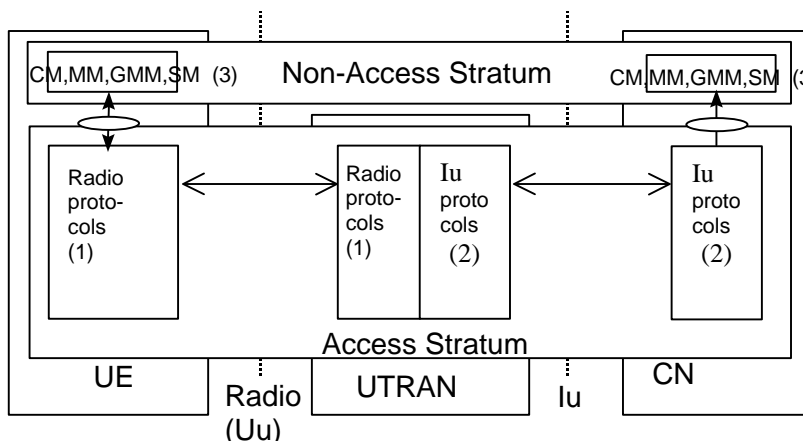 CM,MM,GMM,SM (3)
Non-Access Stratum
CM,MM,GMM,SM (3
Radio
proto-
cols
(1)
Radio
proto-
cols
(1)
Iu
proto
cols
(2)
Iu
proto
cols
(2)
Access Stratum
UE
Radio
(Uu)
UTRAN
Iu
CN